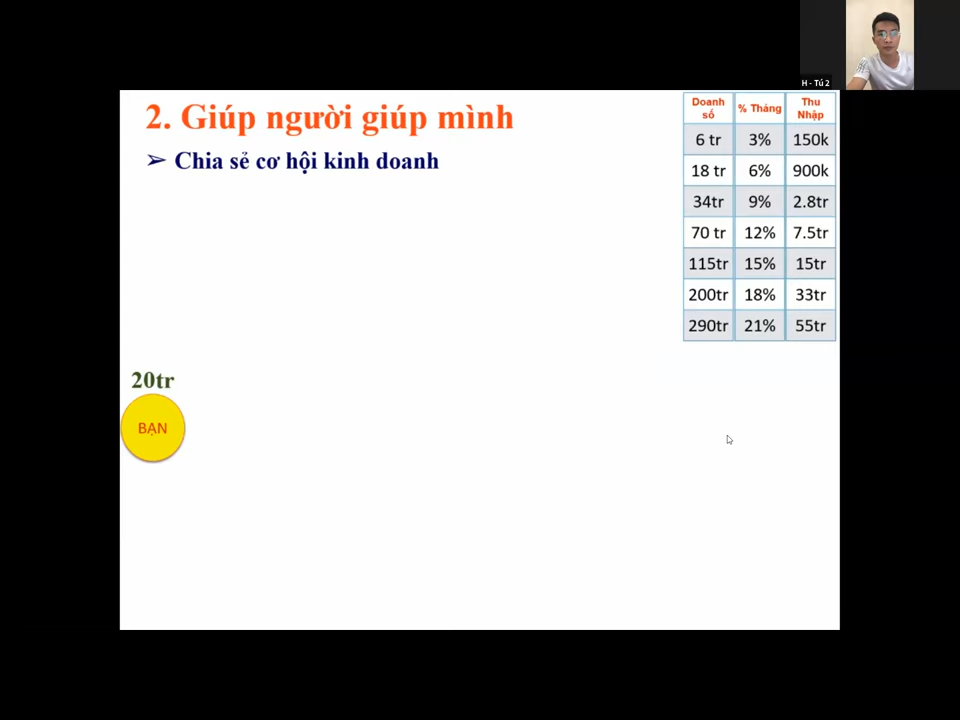 H - Tú 2
2. Giúp người giúp mình
➢ Chia sẻ cơ hội kinh doanh
Doanh số % Tháng Thu Nhập
6 tr 3% 150k
18 tr 6% 900k
34tr 9% 2.8tr
70 tr 12% 7.5tr
115tr 15% 15tr
200tr 18% 33tr
290tr 21% 55tr
20tr
BẠN